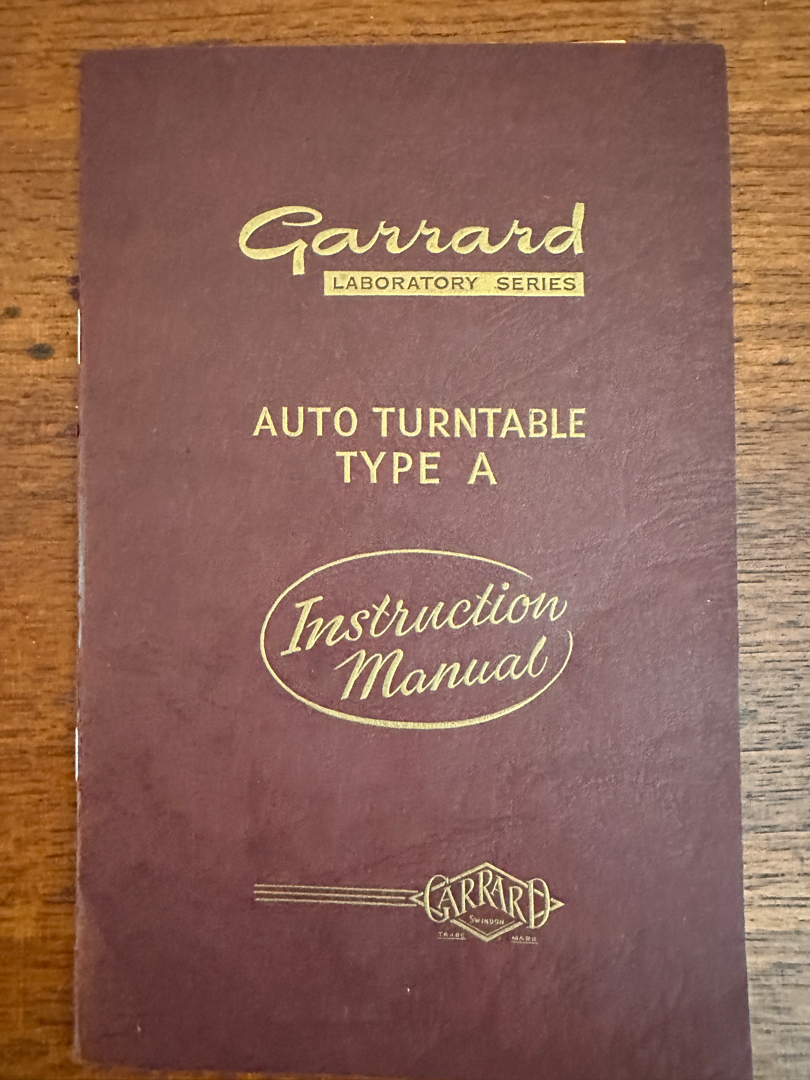 Garrard
LABORATORY SERIES
AUTO TURNTABLE
TYPE A
Instruction
Manual
GARRARD
SWINDON
TRADE MARK